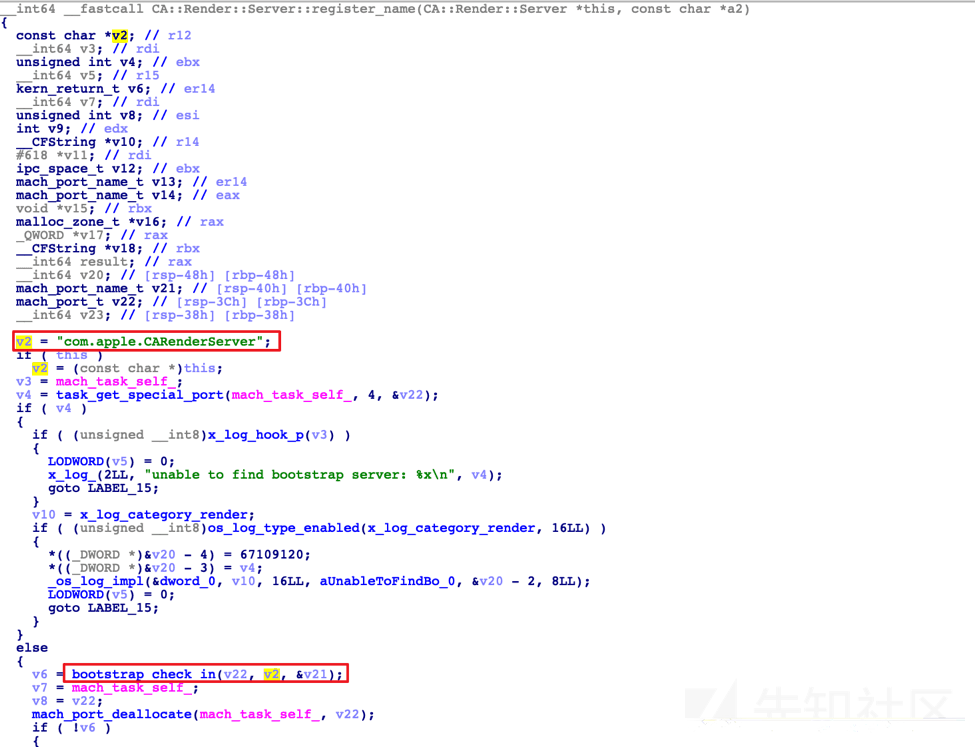 __int64 __fastcall CA::Render::Server::register_name(CA::Render::Server *this, const char *a2)
{
const char *v2; // r12
__int64 v3; // rdi
unsigned int v4; // ebx
__int64 v5; // r15
kern_return_t v6; // er14
__int64 v7; // rdi
unsigned int v8; // esi
int v9; // edx
__CFString *v10; // r14
#618 *v11; // rdi
ipc_space_t v12; // ebx
mach_port_name_t v13; // er14
mach_port_name_t v14; // eax
void *v15; // rbx
malloc_zone_t *v16; // rax
_QWORD *v17; // rax
__CFString *v18; // rbx
__int64 result; // rax
__int64 v20; // [rsp-48h] [rbp-48h]
mach_port_name_t v21; // [rsp-40h] [rbp-40h]
mach_port_t v22; // [rsp-3Ch] [rbp-3Ch]
__int64 v23; // [rsp-38h] [rbp-38h]
v2 = "com.apple.CARenderServer";
if ( this )
v2 = (const char *)this;
v3 = mach_task_self_;
v4 = task_get_special_port(mach_task_self_, 4, &v22);
if ( v4 )
{
if ( (unsigned __int8)x_log_hook_p(v3) )
{
LODWORD(v5) = 0;
x_log_(2LL, "unable to find bootstrap server: %x\n", v4);
goto LABEL_15;
}
v10 = x_log_category_render;
if ( (unsigned __int8)os_log_type_enabled(x_log_category_render, 16LL) )
{
*((_DWORD *)&v20 - 4) = 67109120;
*((_DWORD *)&v20 - 3) = v4;
_os_log_impl(&dword_0, v10, 16LL, aUnableToFindBo_0, &v20 - 2, 8LL);
LODWORD(v5) = 0;
goto LABEL_15;
}
}
else
{
v6 = bootstrap_check_in(v22, v2, &v21);
v7 = mach_task_self_;
v8 = v22;
mach_port_deallocate(mach_task_self_, v22);
if ( !v6 )
{
先知社区